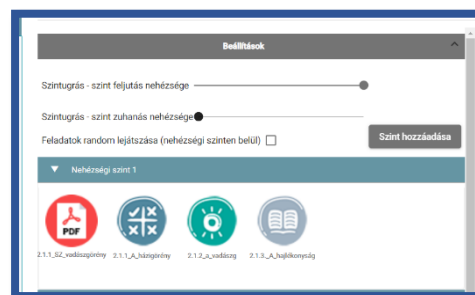 Beállítások
Szintugrás - szint feljutás nehézsége
Szintugrás - szint zuhanás nehézsége
Feladatok random lejátszása (nehézségi szinten belül)
Szint hozzáadása
Nehézségi szint 1
PDF
2.1.1_SZ_vadászgörény 2.1.1_A_házigörény 2.1.2_a_vadászg 2.1.3._A_hajlékonyság